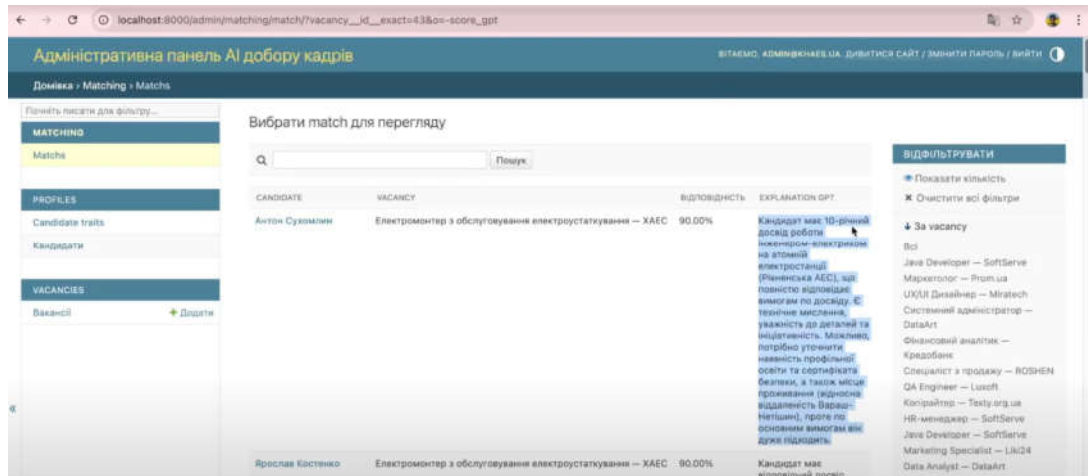 localhost:8000/admin/matching/match/?vacancy__id__exact=43&o=-score_gpt
Адміністративна панель AI добору кадрів
ВІТАЄМО, ADMIN@KHAES.UA. ДИВИТИСЯ САЙТ / ЗМІНИТИ ПАРОЛЬ / ВИЙТИ
Домівка › Matching › Matchs
Почніть писати для фільтру...
MATCHING
Matchs
PROFILES
Candidate traits
Кандидати
VACANCIES
Вакансії
+ Додати
«
Вибрати match для перегляду
Пошук
CANDIDATE VACANCY ВІДПОВІДНІСТЬ EXPLANATION GPT
Антон Сухомлин Електромонтер з обслуговування електроустаткування — ХАЕС 90.00%
Кандидат має 10-річний
досвід роботи
інженером-електриком
на атомній
електростанції
(Рівненська АЕС), що
повністю відповідає
вимогам по досвіду. Є
технічне мислення,
уважність до деталей та
ініціативність. Можливо,
потрібно уточнити
наявність профільної
освіти та сертифіката
безпеки, а також місце
проживання (відносна
віддаленість Вараш-
Нетішин), проте по
основним вимогам він
дуже підходить.
Ярослав Костенко Електромонтер з обслуговування електроустаткування — ХАЕС 90.00%
Кандидат має
відповідний досвід
ВІДФІЛЬТРУВАТИ
Показати кількість
✖ Очистити всі фільтри
↓ За vacancy
Всі
Java Developer — SoftServe
Маркетолог — Prom.ua
UX/UI Дизайнер — Miratech
Системний адміністратор —
DataArt
Фінансовий аналітик —
Кредобанк
Спеціаліст з продажу — ROSHEN
QA Engineer — Luxoft
Копірайтер — Testy.org.ua
HR-менеджер — SoftServe
Java Developer — SoftServe
Marketing Specialist — Liki24
Data Analyst — DataArt